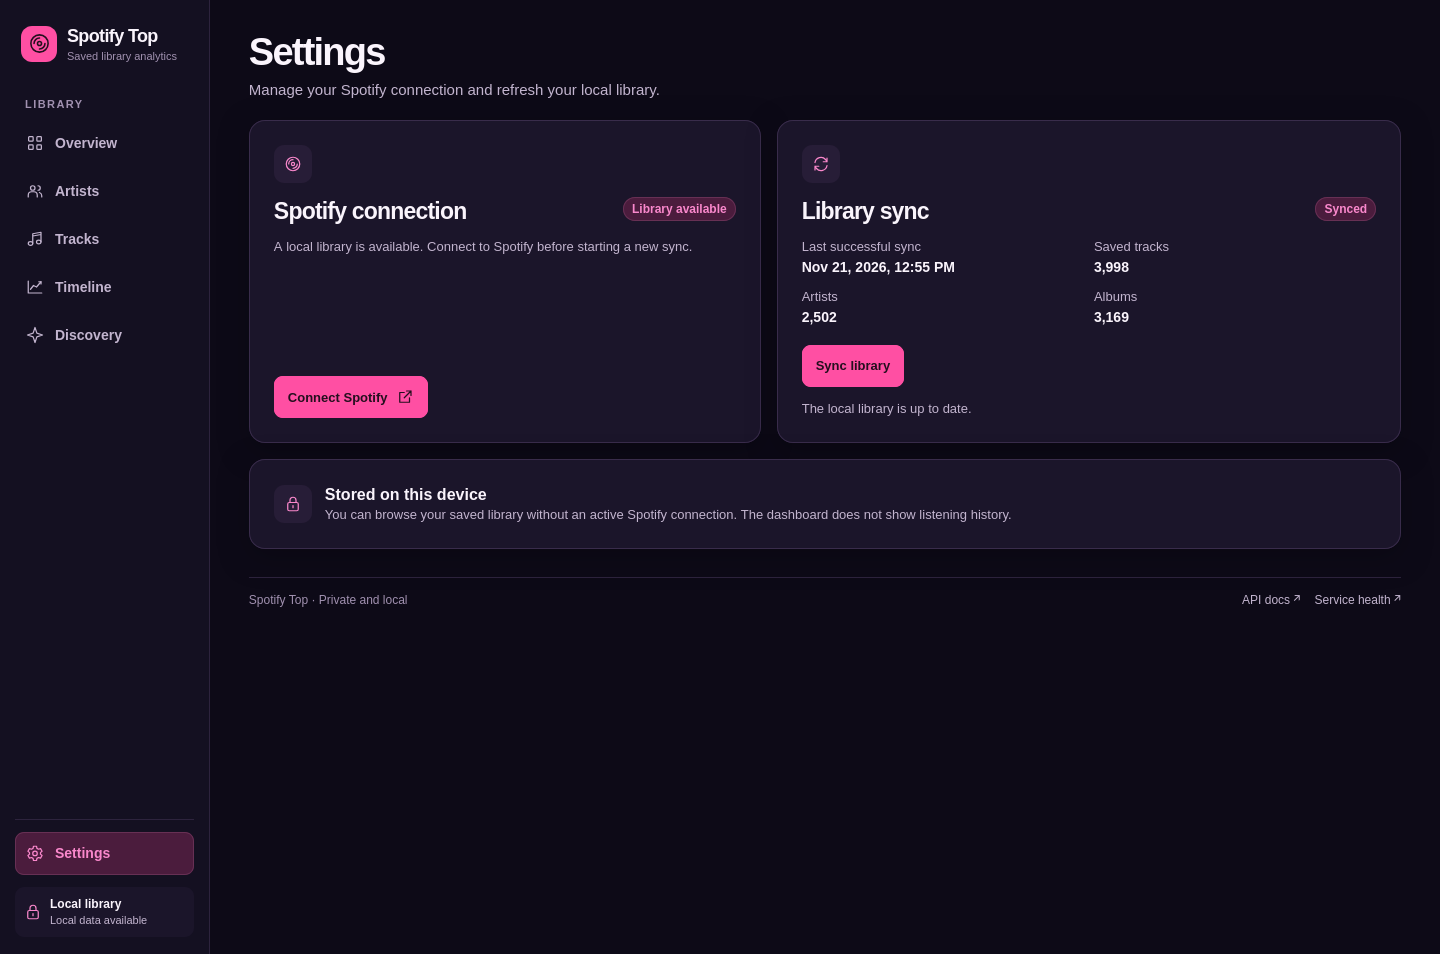 Spotify Top
Saved library analytics
LIBRARY
Overview
Artists
Tracks
Timeline
Discovery
Settings
Local library
Local data available
Settings
Manage your Spotify connection and refresh your local library.
Spotify connection
Library available
A local library is available. Connect to Spotify before starting a new sync.
Connect Spotify
Library sync
Synced
Last successful sync
Nov 21, 2026, 12:55 PM
Saved tracks
3,998
Artists
2,502
Albums
3,169
Sync library
The local library is up to date.
Stored on this device
You can browse your saved library without an active Spotify connection. The dashboard does not show listening history.
Spotify Top · Private and local
API docs
Service health